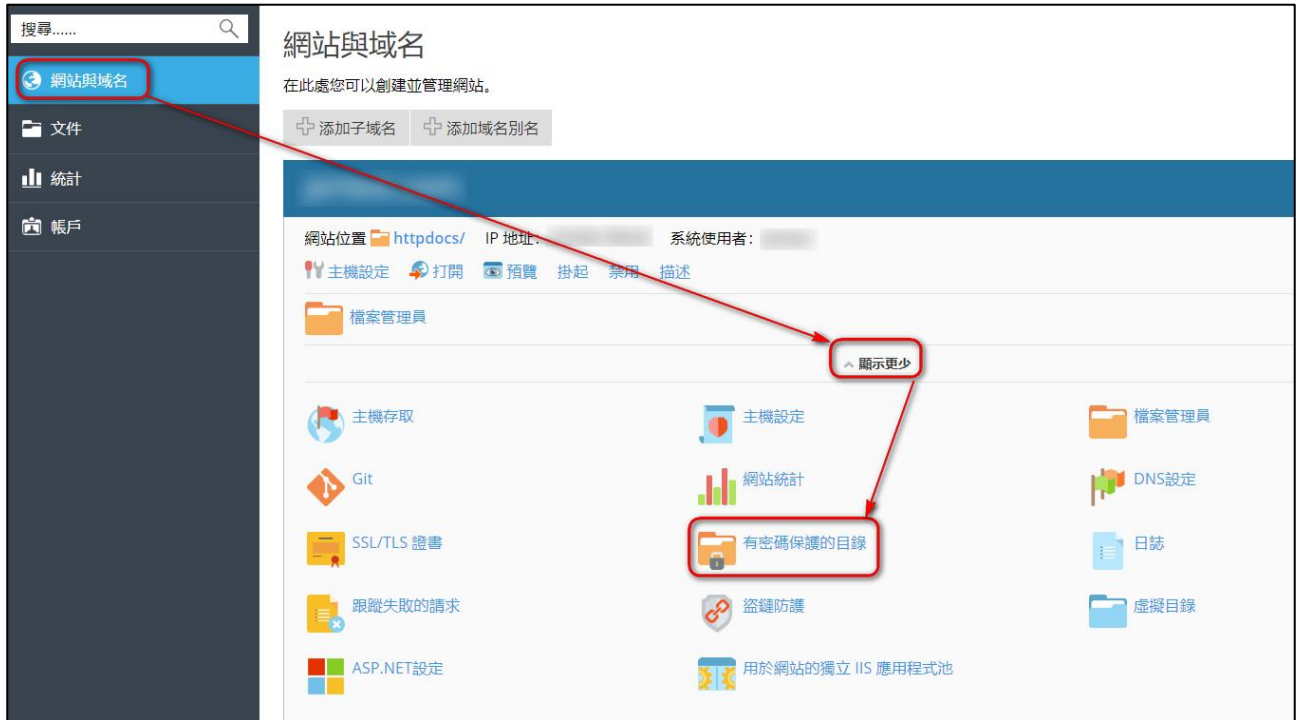 搜尋......
網站與域名
文件
統計
帳戶
網站與域名
在此處您可以創建並管理網站。
添加子域名 添加域名別名
網站位置 httpdocs/ IP 地址: 系統使用者:
主機設定 打開 預覽 掛起 禁用 描述
檔案管理員
顯示更少
主機存取 主機設定 檔案管理員
Git 網站統計 DNS設定
SSL/TLS 證書 有密碼保護的目錄 日誌
跟蹤失敗的請求 盜鏈防護 虛擬目錄
ASP.NET設定 用於網站的獨立 IIS 應用程式池